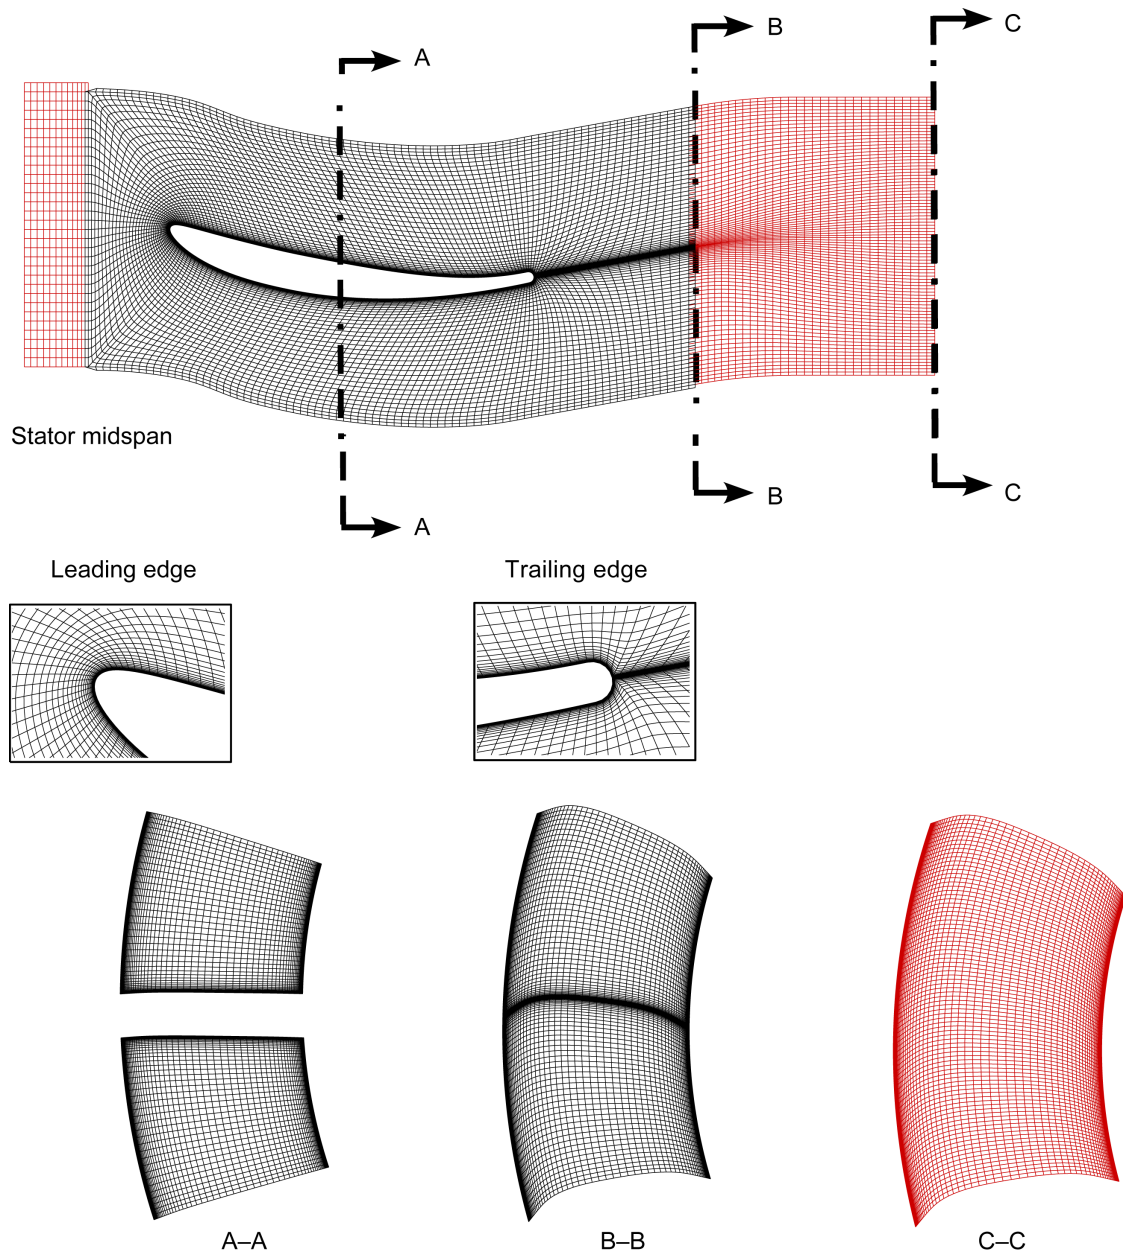 A
B
C
Stator midspan
A
B
C
Leading edge
Trailing edge
A–A
B–B
C–C